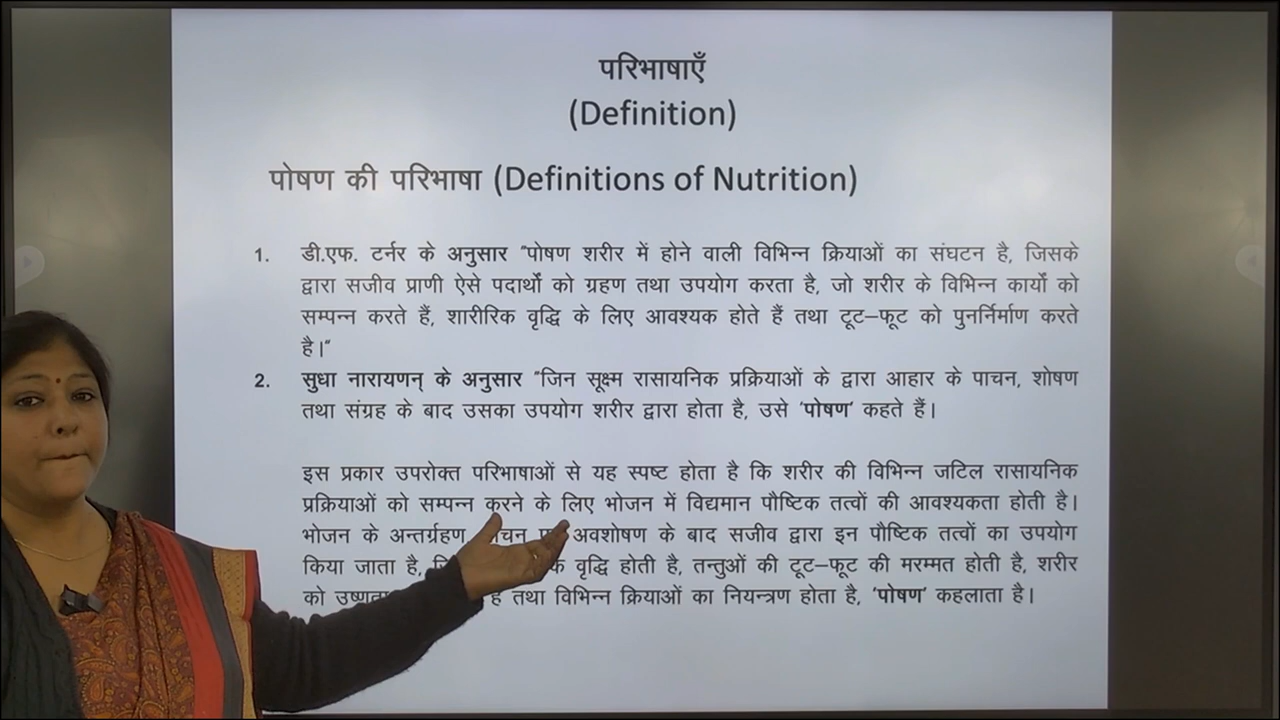 परिभाषाएँ
(Definition)
पोषण की परिभाषा (Definitions of Nutrition)
1. डी.एफ. टर्नर के अनुसार "पोषण शरीर में होने वाली विभिन्न क्रियाओं का संघटन है, जिसके
द्वारा सजीव प्राणी ऐसे पदार्थों को ग्रहण तथा उपयोग करता है, जो शरीर के विभिन्न कार्यों को
सम्पन्न करते हैं, शारीरिक वृद्धि के लिए आवश्यक होते हैं तथा टूट–फूट को पुनर्निर्माण करते
है।"
2. सुधा नारायणन् के अनुसार "जिन सूक्ष्म रासायनिक प्रक्रियाओं के द्वारा आहार के पाचन, शोषण
तथा संग्रह के बाद उसका उपयोग शरीर द्वारा होता है, उसे 'पोषण' कहते हैं।
इस प्रकार उपरोक्त परिभाषाओं से यह स्पष्ट होता है कि शरीर की विभिन्न जटिल रासायनिक
प्रक्रियाओं को सम्पन्न करने के लिए भोजन में विद्यमान पौष्टिक तत्वों की आवश्यकता होती है।
भोजन के अन्तर्ग्रहण अवशोषण के बाद सजीव द्वारा इन पौष्टिक तत्वों का उपयोग
किया जाता है, वृद्धि होती है, तन्तुओं की टूट–फूट की मरम्मत होती है, शरीर
को तथा विभिन्न क्रियाओं का नियन्त्रण होता है, 'पोषण' कहलाता है।